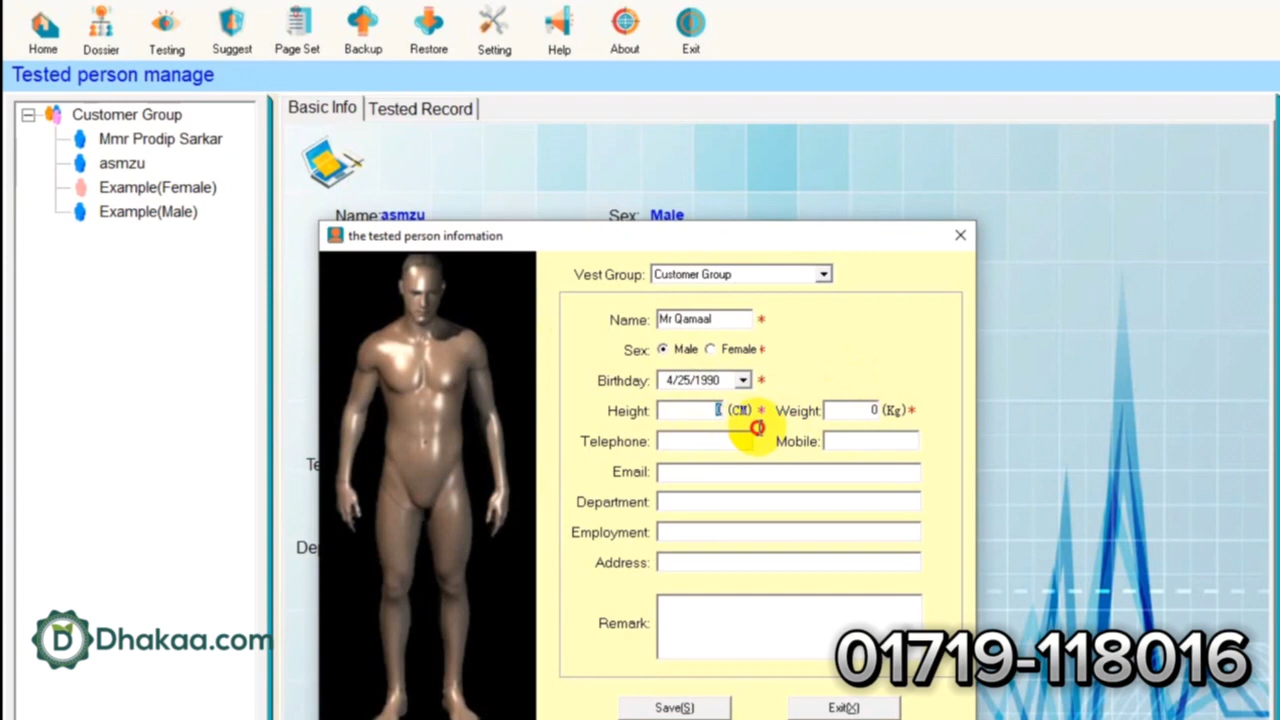 Home Dossier Testing Suggest Page Set Backup Restore Setting Help About Exit
Tested person manage
Customer Group
Mmr Prodip Sarkar
asmzu
Example(Female)
Example(Male)
Basic Info Tested Record
Name: asmzu Sex: Male
the tested person infomation
Vest Group: Customer Group
Name: Mr Qamaal *
Sex: Male Female *
Birthday: 4/25/1990 *
Height: 0 (CM) * Weight: 0 (Kg) *
Telephone: Mobile:
Email:
Department:
Employment:
Address:
Remark:
Save(S) Exit(X)
Te
De
Dhakaa.com
01719-118016